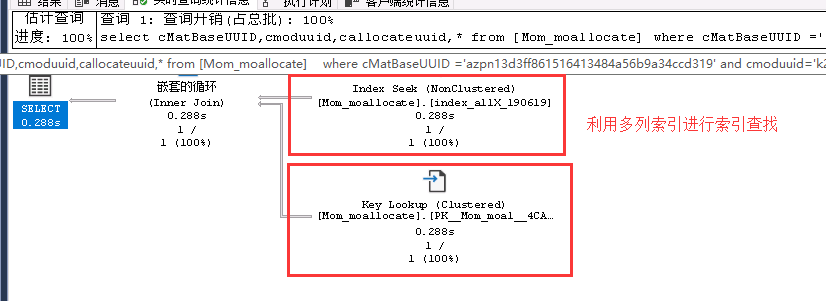 结果 消息 实时查询统计信息 执行计划 客户端统计信息
估计查询 查询 1: 查询开销(占总批): 100%
进度: 100% select cMatBaseUUID,cmoduuid,callocateuuid,* from [Mom_moallocate] where cMatBaseUUID ='
UID,cmoduuid,callocateuuid,* from [Mom_moallocate] where cMatBaseUUID ='azpn13d3ff861516413484a56b9a34ccd319' and cmoduuid='k2
SELECT
0.288s
嵌套的循环
(Inner Join)
0.288s
1 /
1 (100%)
Index Seek (NonClustered)
[Mom_moallocate].[index_allX_190619]
0.288s
1 /
1 (100%)
利用多列索引进行索引查找
Key Lookup (Clustered)
[Mom_moallocate].[PK__Mom_moal__4CA…
0.288s
1 /
1 (100%)